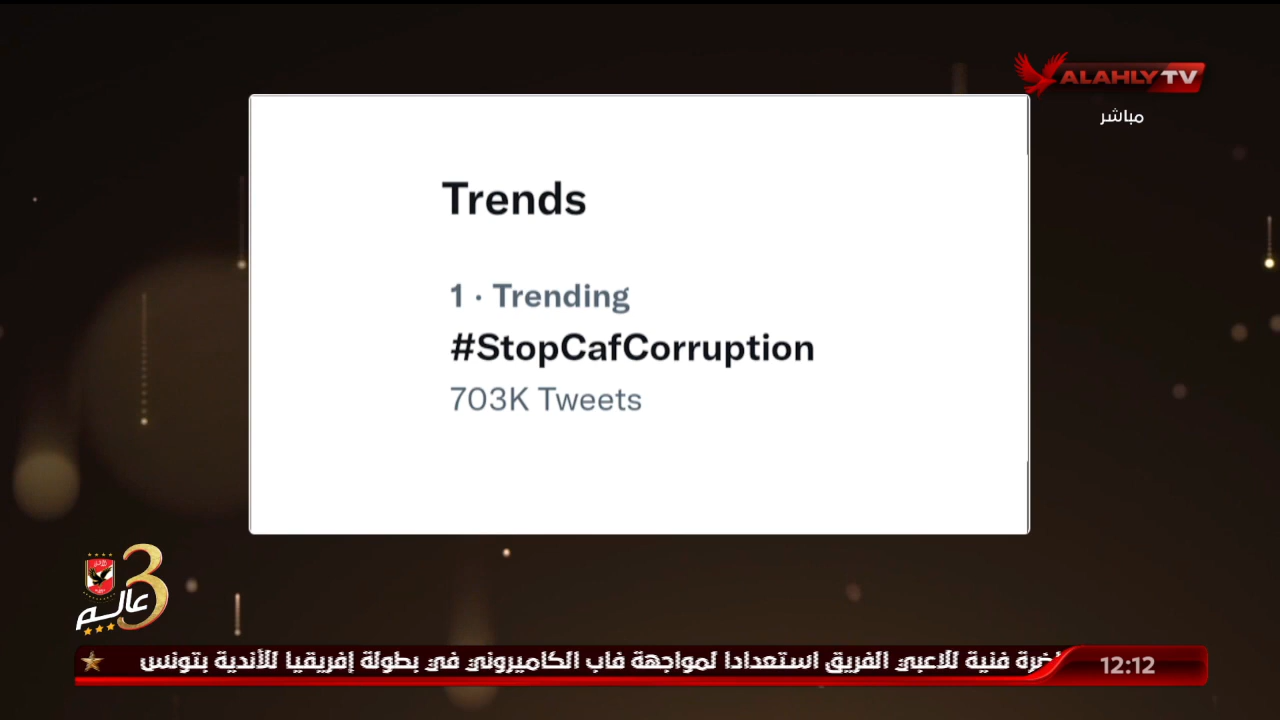 ALAHLY TV
مباشر
Trends
1 · Trending
#StopCafCorruption
703K Tweets
3 عالم
فنية للاعبي الفريق استعدادا لمواجهة فاب الكاميروني في بطولة إفريقيا للأندية بتونس
12:12